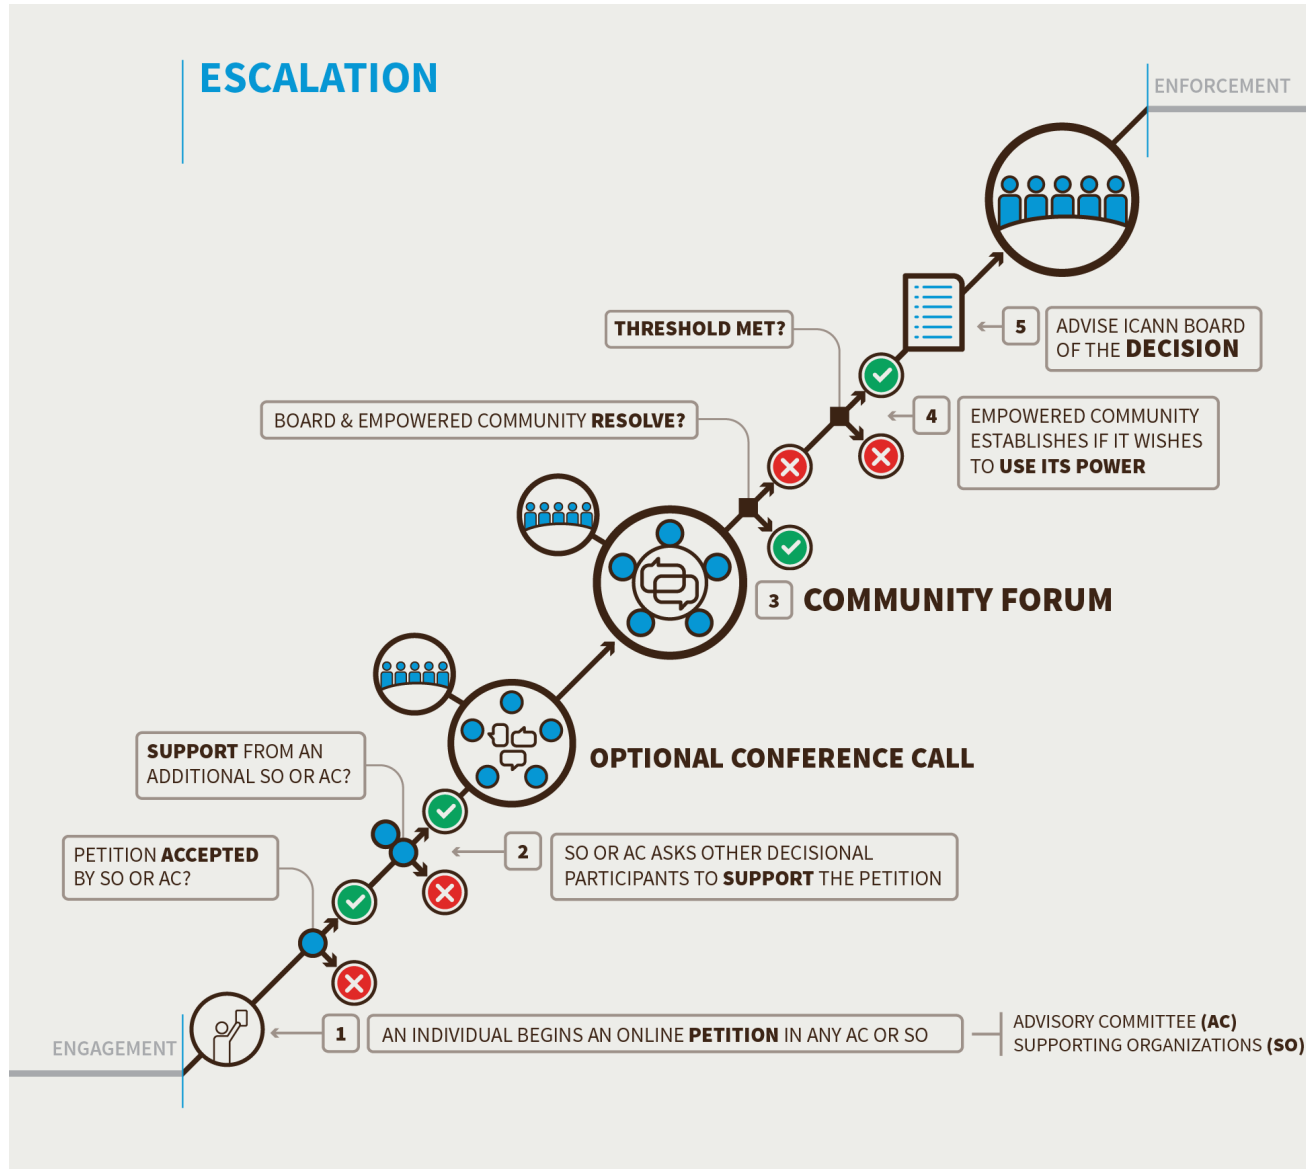 ESCALATION
ENFORCEMENT
THRESHOLD MET?
5
ADVISE ICANN BOARD
OF THE DECISION
BOARD & EMPOWERED COMMUNITY RESOLVE?
4
EMPOWERED COMMUNITY
ESTABLISHES IF IT WISHES
TO USE ITS POWER
3
COMMUNITY FORUM
SUPPORT FROM AN
ADDITIONAL SO OR AC?
OPTIONAL CONFERENCE CALL
PETITION ACCEPTED
BY SO OR AC?
2
SO OR AC ASKS OTHER DECISIONAL
PARTICIPANTS TO SUPPORT THE PETITION
ENGAGEMENT
1
AN INDIVIDUAL BEGINS AN ONLINE PETITION IN ANY AC OR SO
ADVISORY COMMITTEE (AC)
SUPPORTING ORGANIZATIONS (SO)